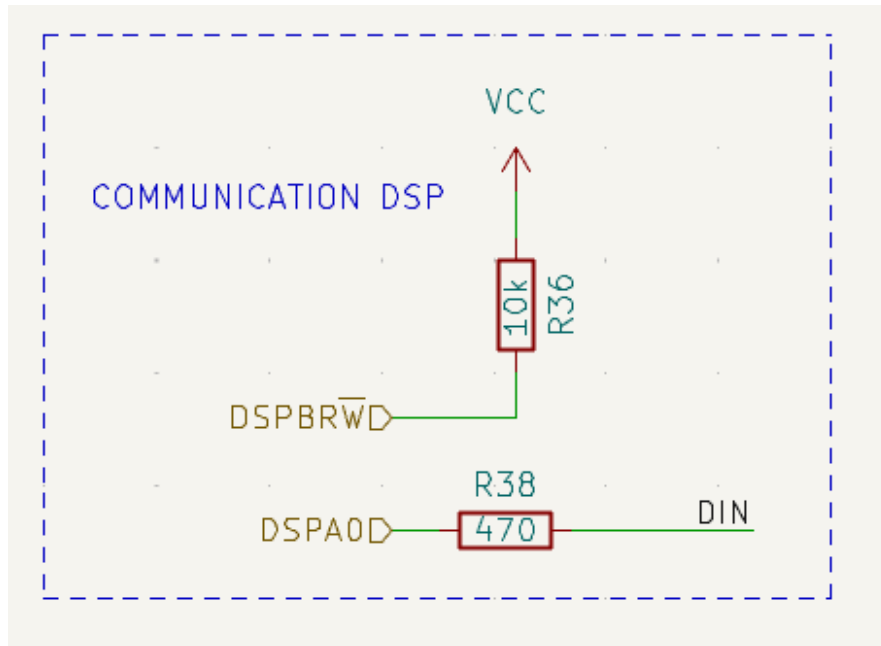 VCC
COMMUNICATION DSP
10k
R36
DSPBRW̅
R38
DIN
DSPA0
470